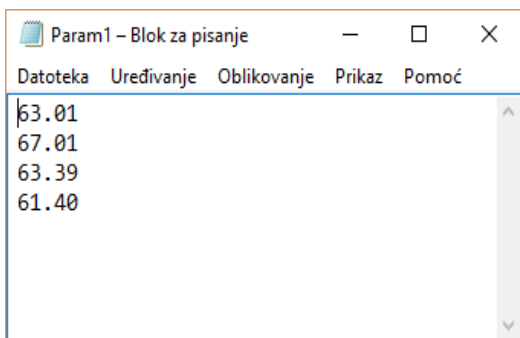 Param1 – Blok za pisanje
Datoteka Uređivanje Oblikovanje Prikaz Pomoć
63.01
67.01
63.39
61.40